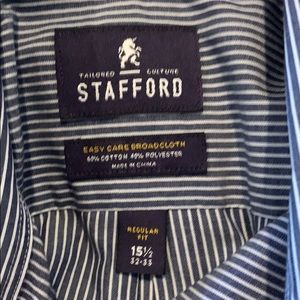 TAILORED CULTURE
STAFFORD
EASY CARE BROADCLOTH
60% COTTON 40% POLYESTER
MADE IN CHINA
REGULAR
FIT
15½
32-33